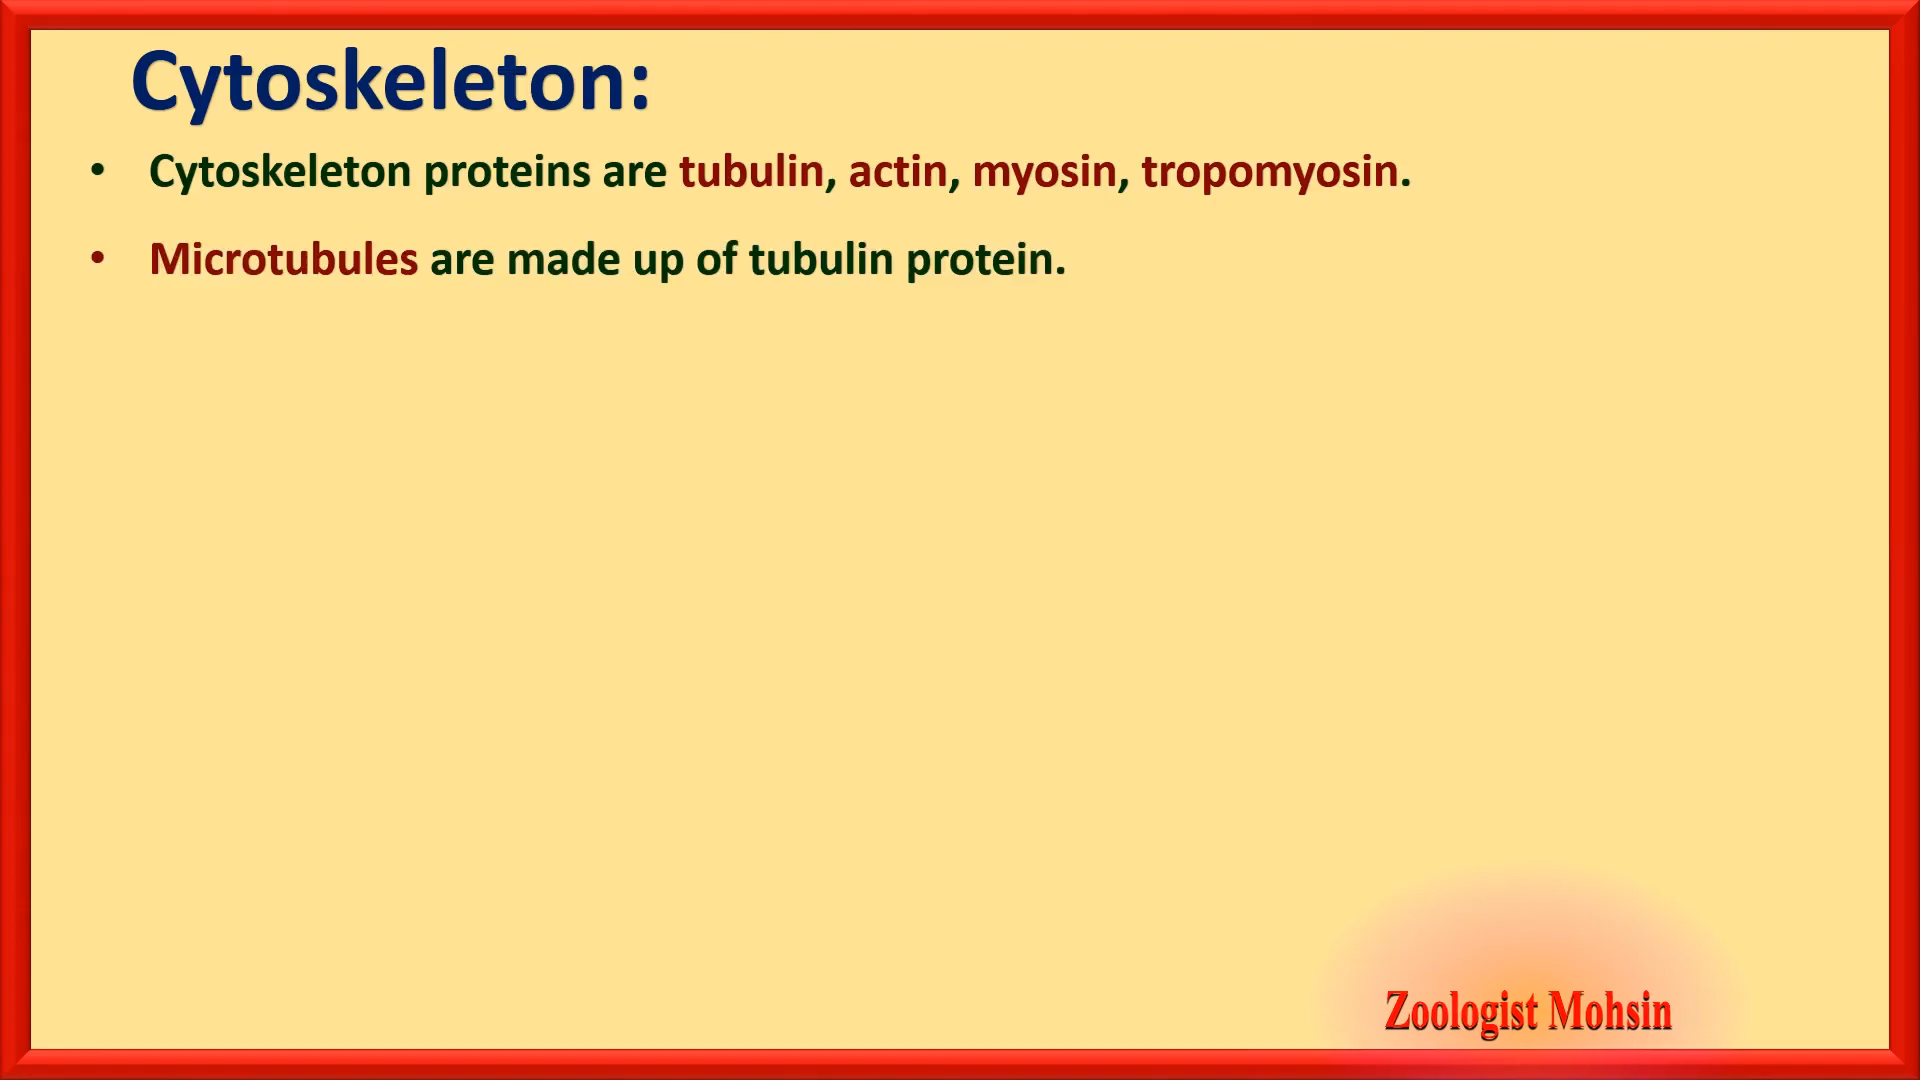 Cytoskeleton:
• Cytoskeleton proteins are tubulin, actin, myosin, tropomyosin.
• Microtubules are made up of tubulin protein.
Zoologist Mohsin